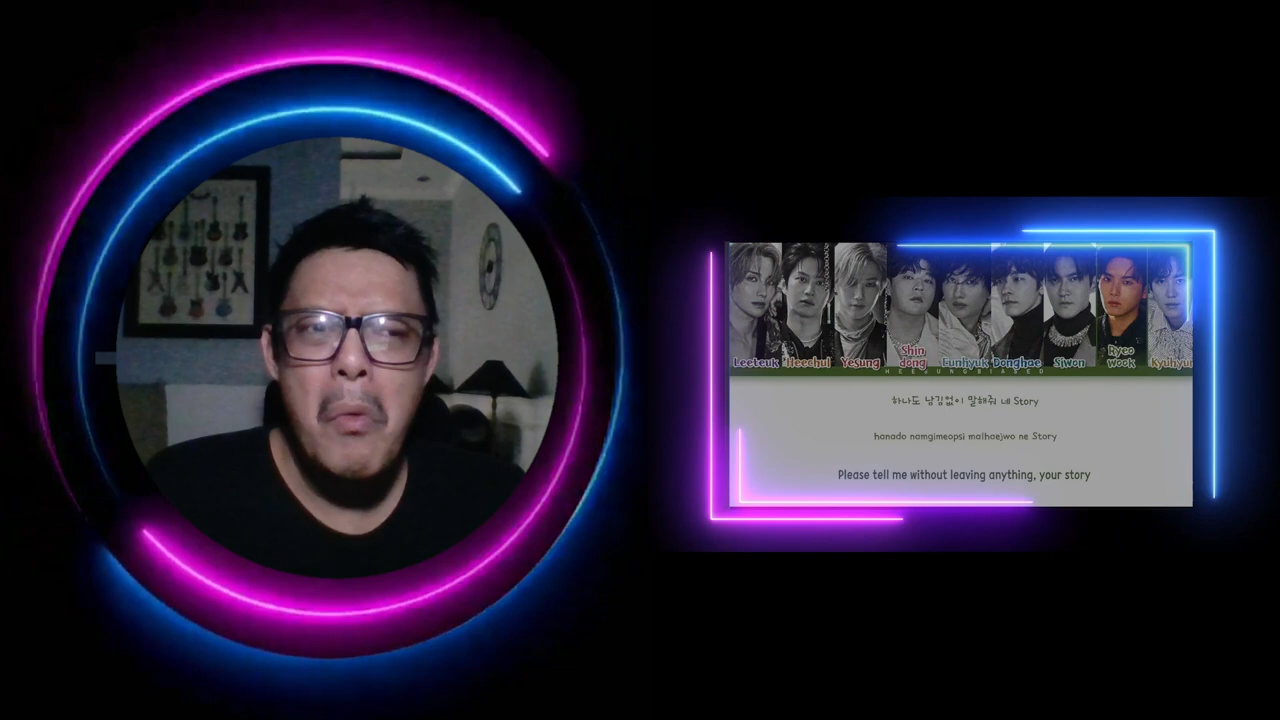 Leeteuk Heechul Yesung Shin dong Eunhyuk Donghae Siwon Ryeo wook Kyuhyun
HEEJUNGBIASED
하나도 남김없이 말해줘 네 Story
hanado namgimeopsi malhaejwo ne Story
Please tell me without leaving anything, your story